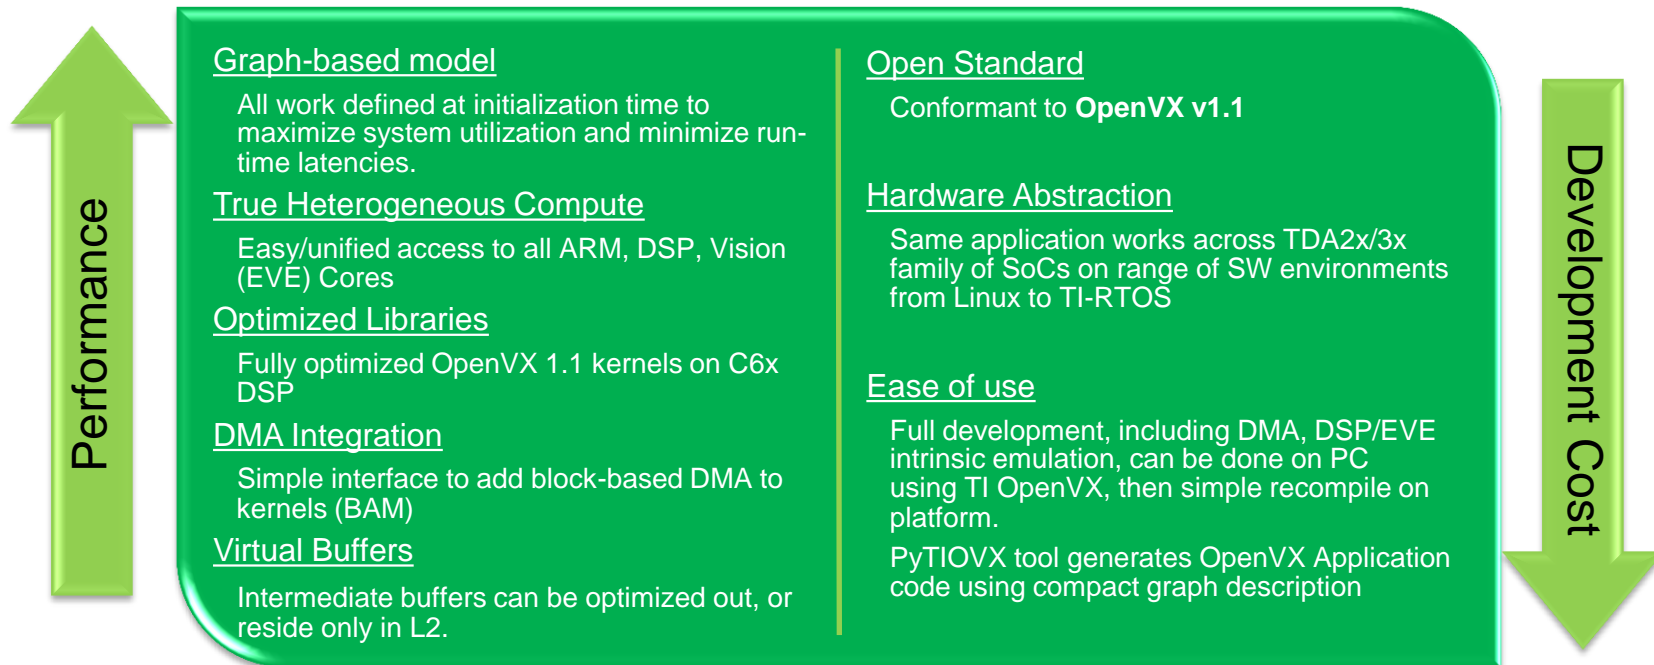 Performance
Graph-based model
All work defined at initialization time to
maximize system utilization and minimize run-
time latencies.
True Heterogeneous Compute
Easy/unified access to all ARM, DSP, Vision
(EVE) Cores
Optimized Libraries
Fully optimized OpenVX 1.1 kernels on C6x
DSP
DMA Integration
Simple interface to add block-based DMA to
kernels (BAM)
Virtual Buffers
Intermediate buffers can be optimized out, or
reside only in L2.
Open Standard
Conformant to OpenVX v1.1
Hardware Abstraction
Same application works across TDA2x/3x
family of SoCs on range of SW environments
from Linux to TI-RTOS
Ease of use
Full development, including DMA, DSP/EVE
intrinsic emulation, can be done on PC
using TI OpenVX, then simple recompile on
platform.
PyTIOVX tool generates OpenVX Application
code using compact graph description
Development Cost